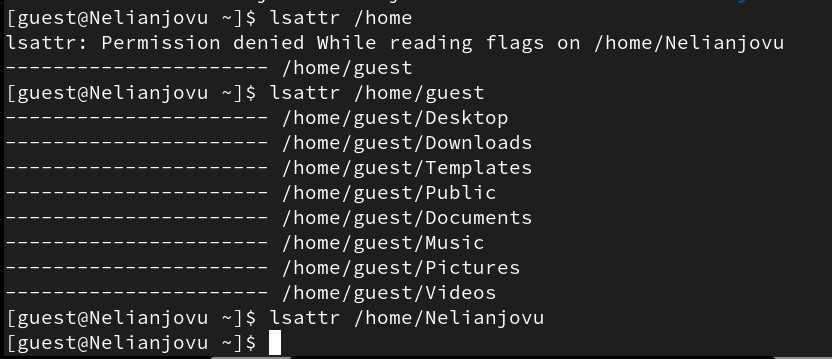 [guest@Nelianjovu ~]$ lsattr /home
lsattr: Permission denied While reading flags on /home/Nelianjovu
---------------------- /home/guest
[guest@Nelianjovu ~]$ lsattr /home/guest
---------------------- /home/guest/Desktop
---------------------- /home/guest/Downloads
---------------------- /home/guest/Templates
---------------------- /home/guest/Public
---------------------- /home/guest/Documents
---------------------- /home/guest/Music
---------------------- /home/guest/Pictures
---------------------- /home/guest/Videos
[guest@Nelianjovu ~]$ lsattr /home/Nelianjovu
[guest@Nelianjovu ~]$